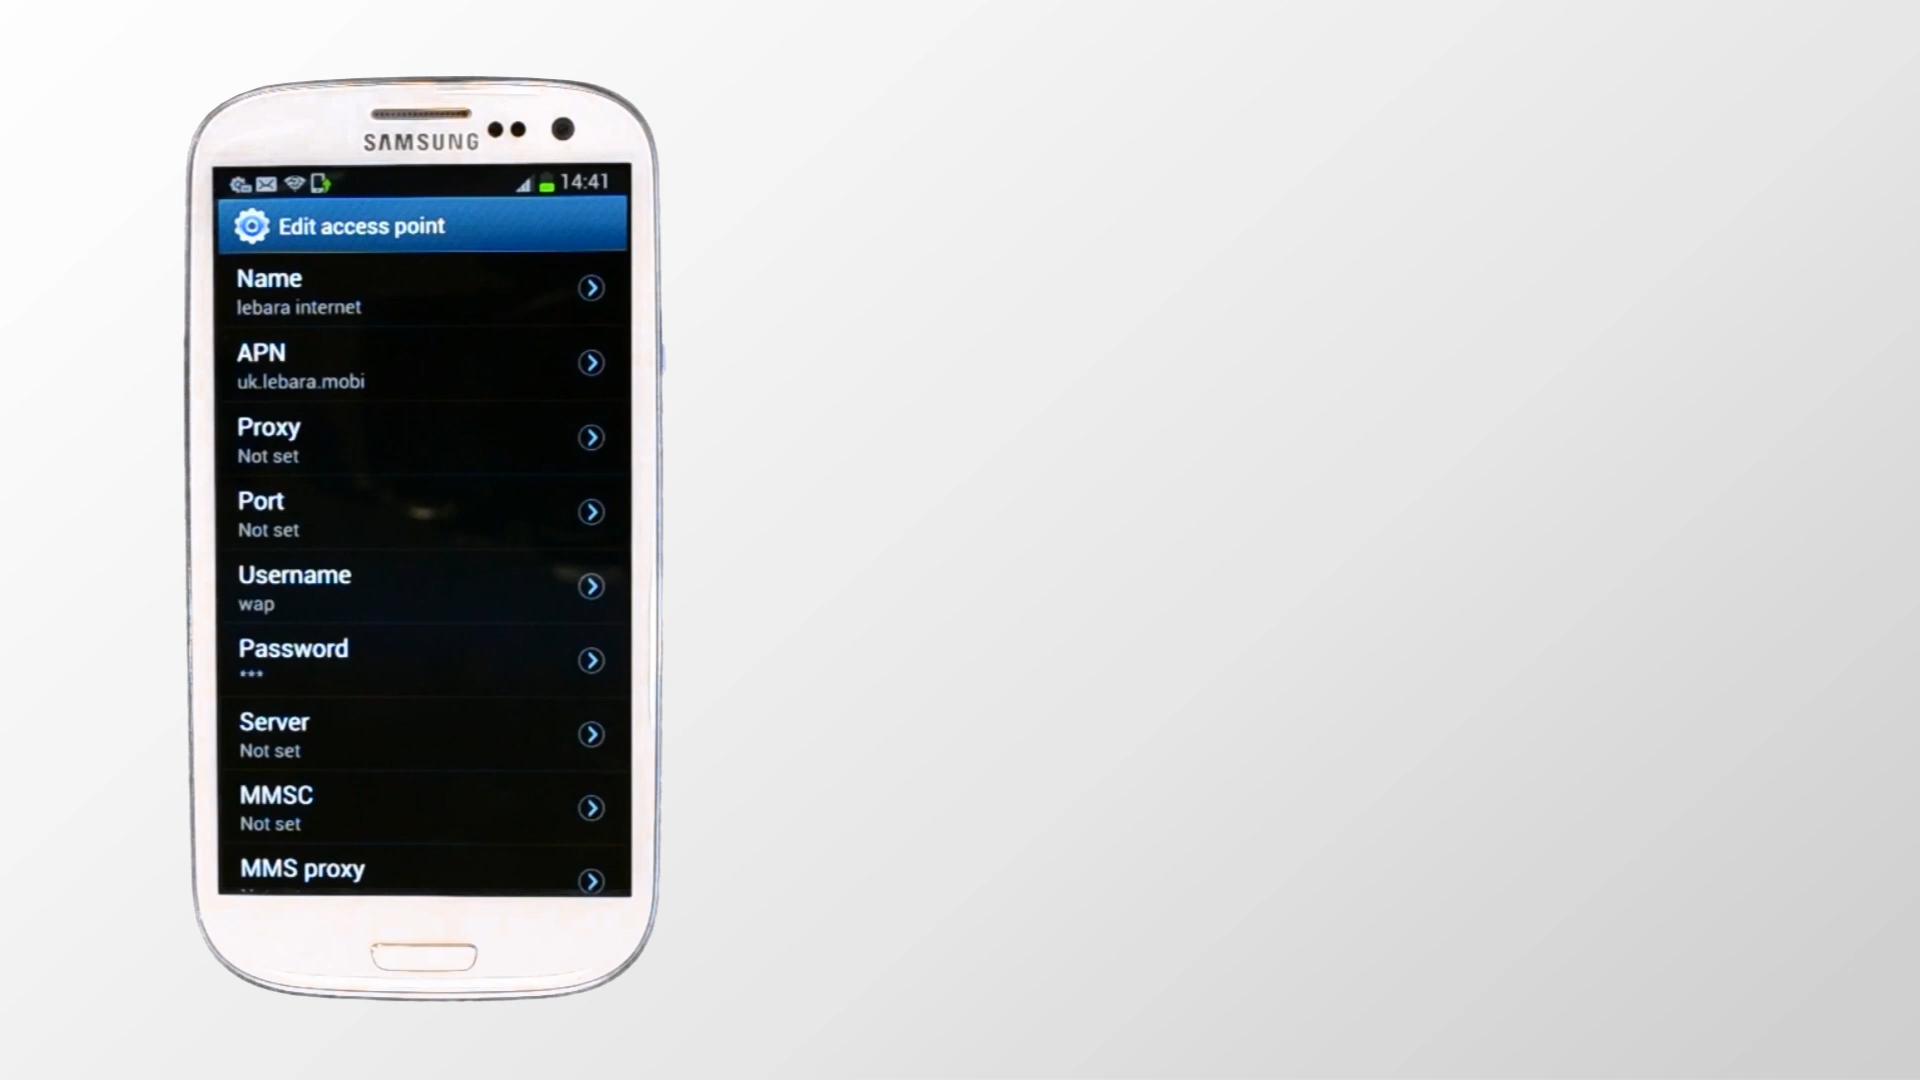 SAMSUNG
14:41
Edit access point
Name
lebara internet
APN
uk.lebara.mobi
Proxy
Not set
Port
Not set
Username
wap
Password
***
Server
Not set
MMSC
Not set
MMS proxy